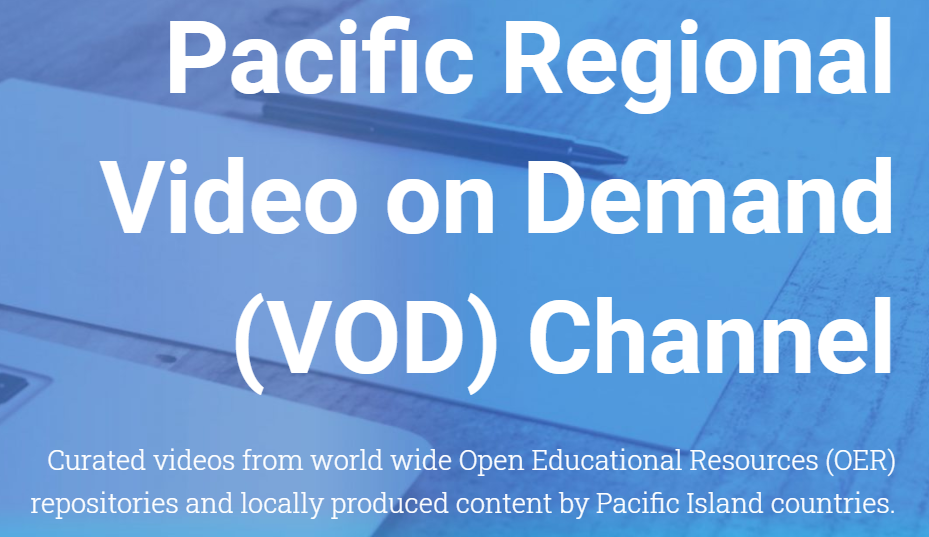 Pacific Regional
Video on Demand
(VOD) Channel
Curated videos from world wide Open Educational Resources (OER)
repositories and locally produced content by Pacific Island countries.